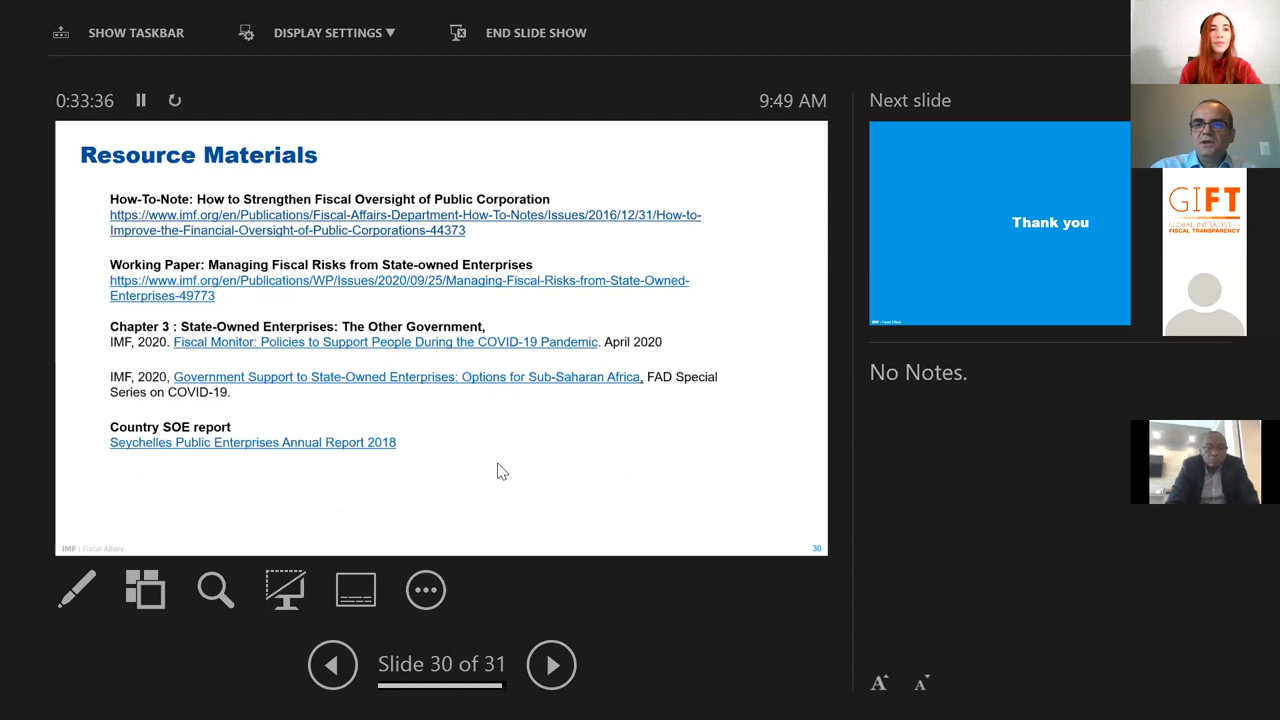 SHOW TASKBAR
DISPLAY SETTINGS ▼
END SLIDE SHOW
0:33:36
9:49 AM
Next slide
Resource Materials
How-To-Note: How to Strengthen Fiscal Oversight of Public Corporation
https://www.imf.org/en/Publications/Fiscal-Affairs-Department-How-To-Notes/Issues/2016/12/31/How-to-
Improve-the-Financial-Oversight-of-Public-Corporations-44373
Working Paper: Managing Fiscal Risks from State-owned Enterprises
https://www.imf.org/en/Publications/WP/Issues/2020/09/25/Managing-Fiscal-Risks-from-State-Owned-
Enterprises-49773
Chapter 3 : State-Owned Enterprises: The Other Government,
IMF, 2020. Fiscal Monitor: Policies to Support People During the COVID-19 Pandemic. April 2020
IMF, 2020, Government Support to State-Owned Enterprises: Options for Sub-Saharan Africa, FAD Special
Series on COVID-19.
Country SOE report
Seychelles Public Enterprises Annual Report 2018
IMF | Fiscal Affairs
30
Thank you
IMF | Fiscal Affairs
GIFT
GLOBAL INITIATIVE
FISCAL TRANSPARENCY
No Notes.
Slide 30 of 31
A
A